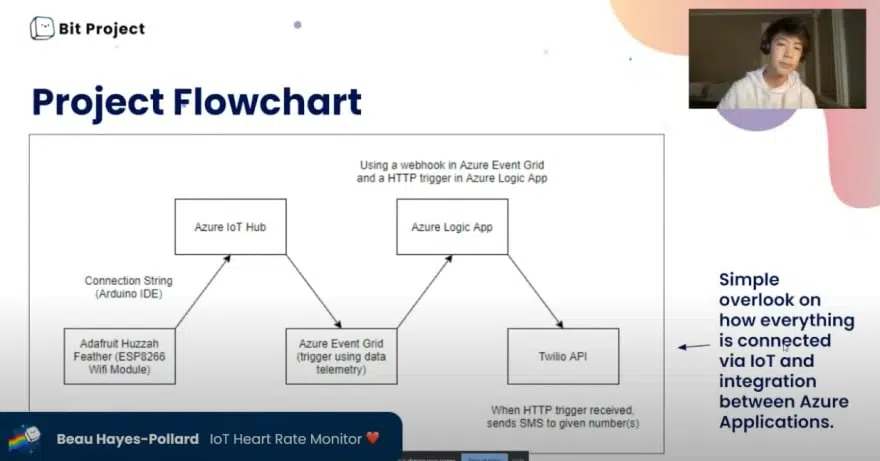 Bit Project
Project Flowchart
Using a webhook in Azure Event Grid
and a HTTP trigger in Azure Logic App
Azure IoT Hub
Azure Logic App
Connection String
(Arduino IDE)
Adafruit Huzzah
Feather (ESP8266
Wifi Module)
Azure Event Grid
(trigger using data
telemetry)
Twilio API
When HTTP trigger received,
sends SMS to given number(s)
Simple
overlook on
how everything
is connected
via IoT and
integration
between Azure
Applications.
Beau Hayes-Pollard IoT Heart Rate Monitor ❤️